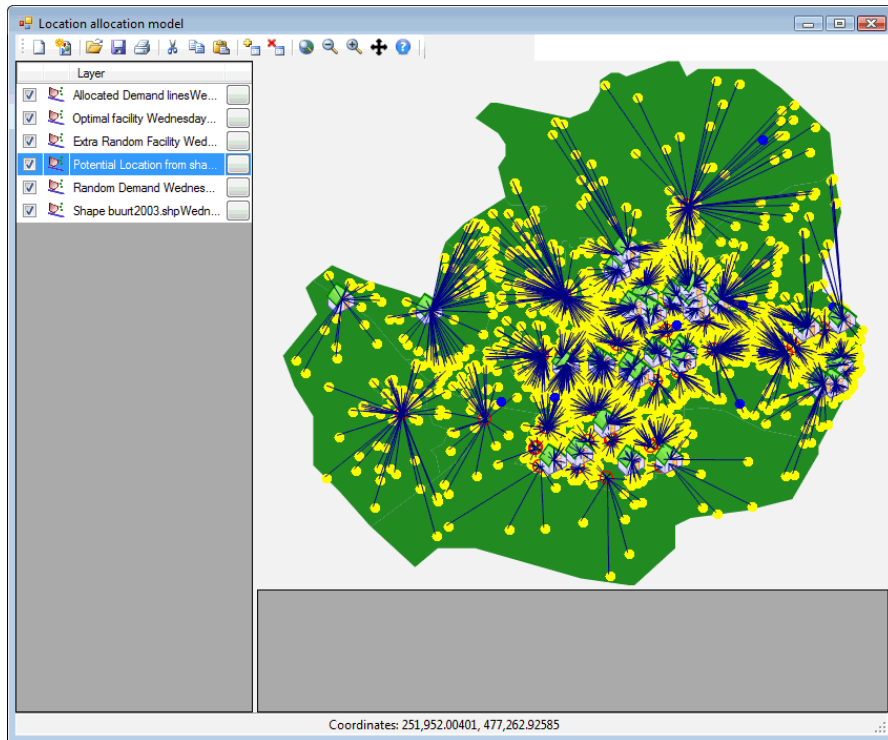 Location allocation model
Layer
Allocated Demand linesWe...
Optimal facility Wednesday...
Extra Random Facility Wed...
Potential Location from sha...
Random Demand Wednes...
Shape buurt2003.shpWedn...
Coordinates: 251,952.00401, 477,262.92585